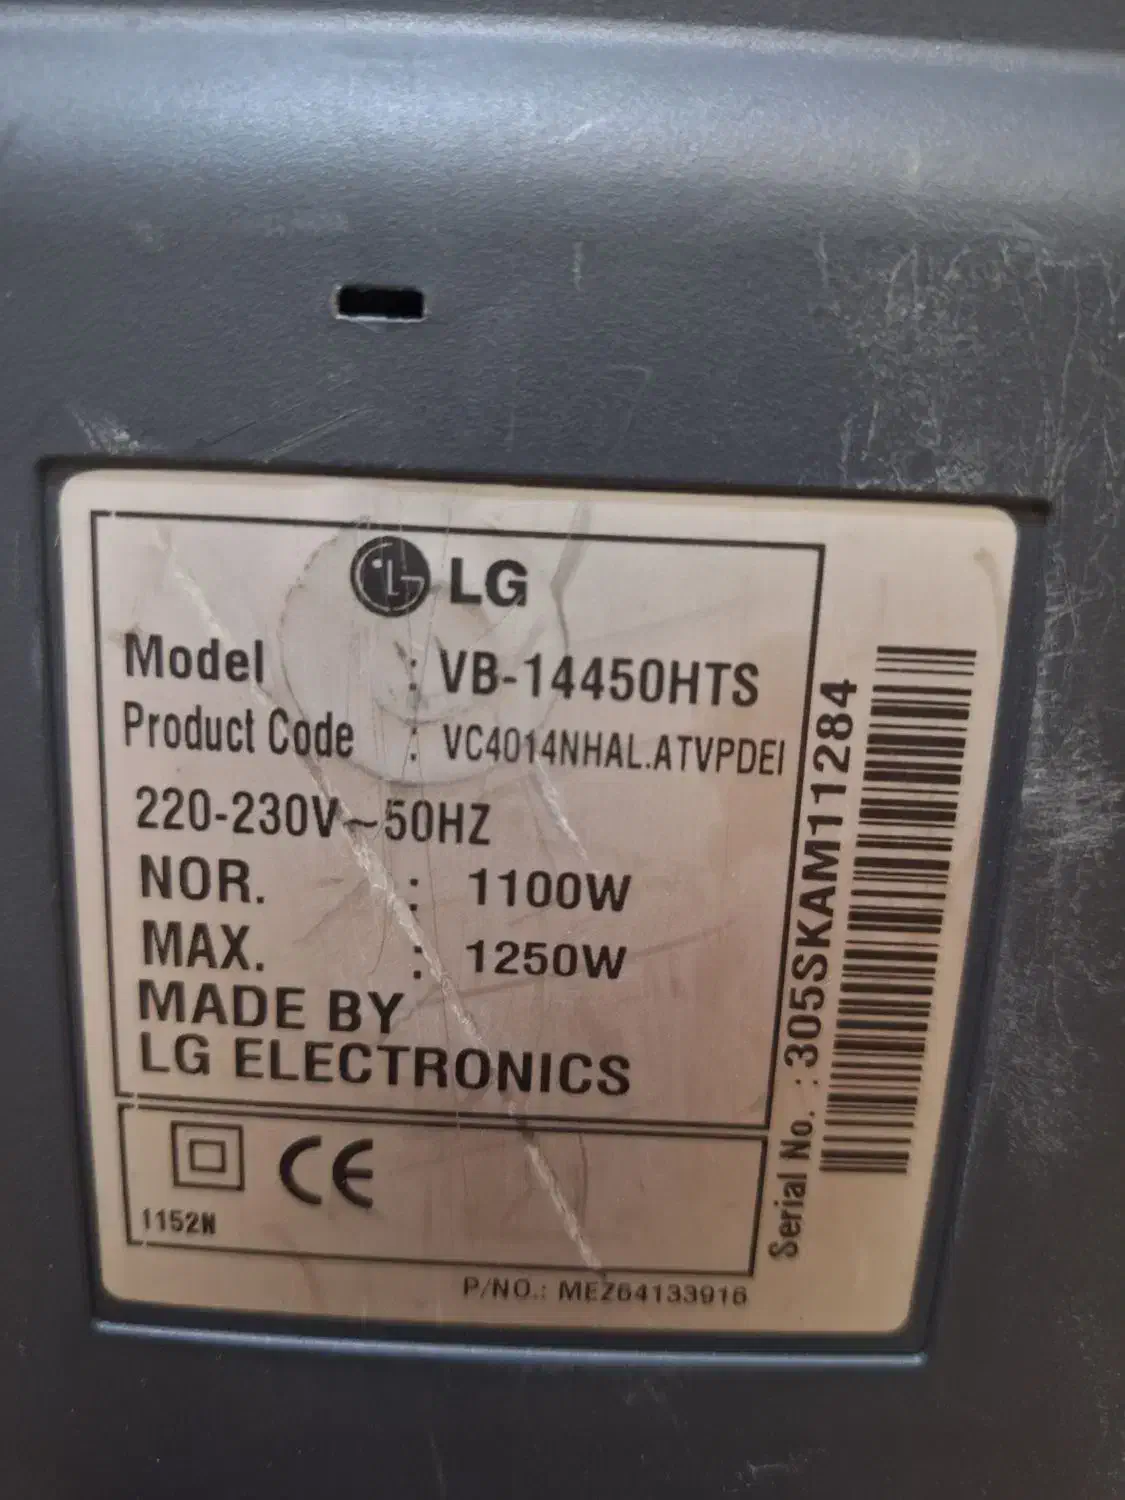 LG
Model : VB-14450HTS
Product Code : VC4014NHAL.ATVPDEI
220-230V~50HZ
NOR. : 1100W
MAX. : 1250W
MADE BY
LG ELECTRONICS
CE
1152N
P/NO.: MEZ64133916
Serial No. : 305SKAM11284